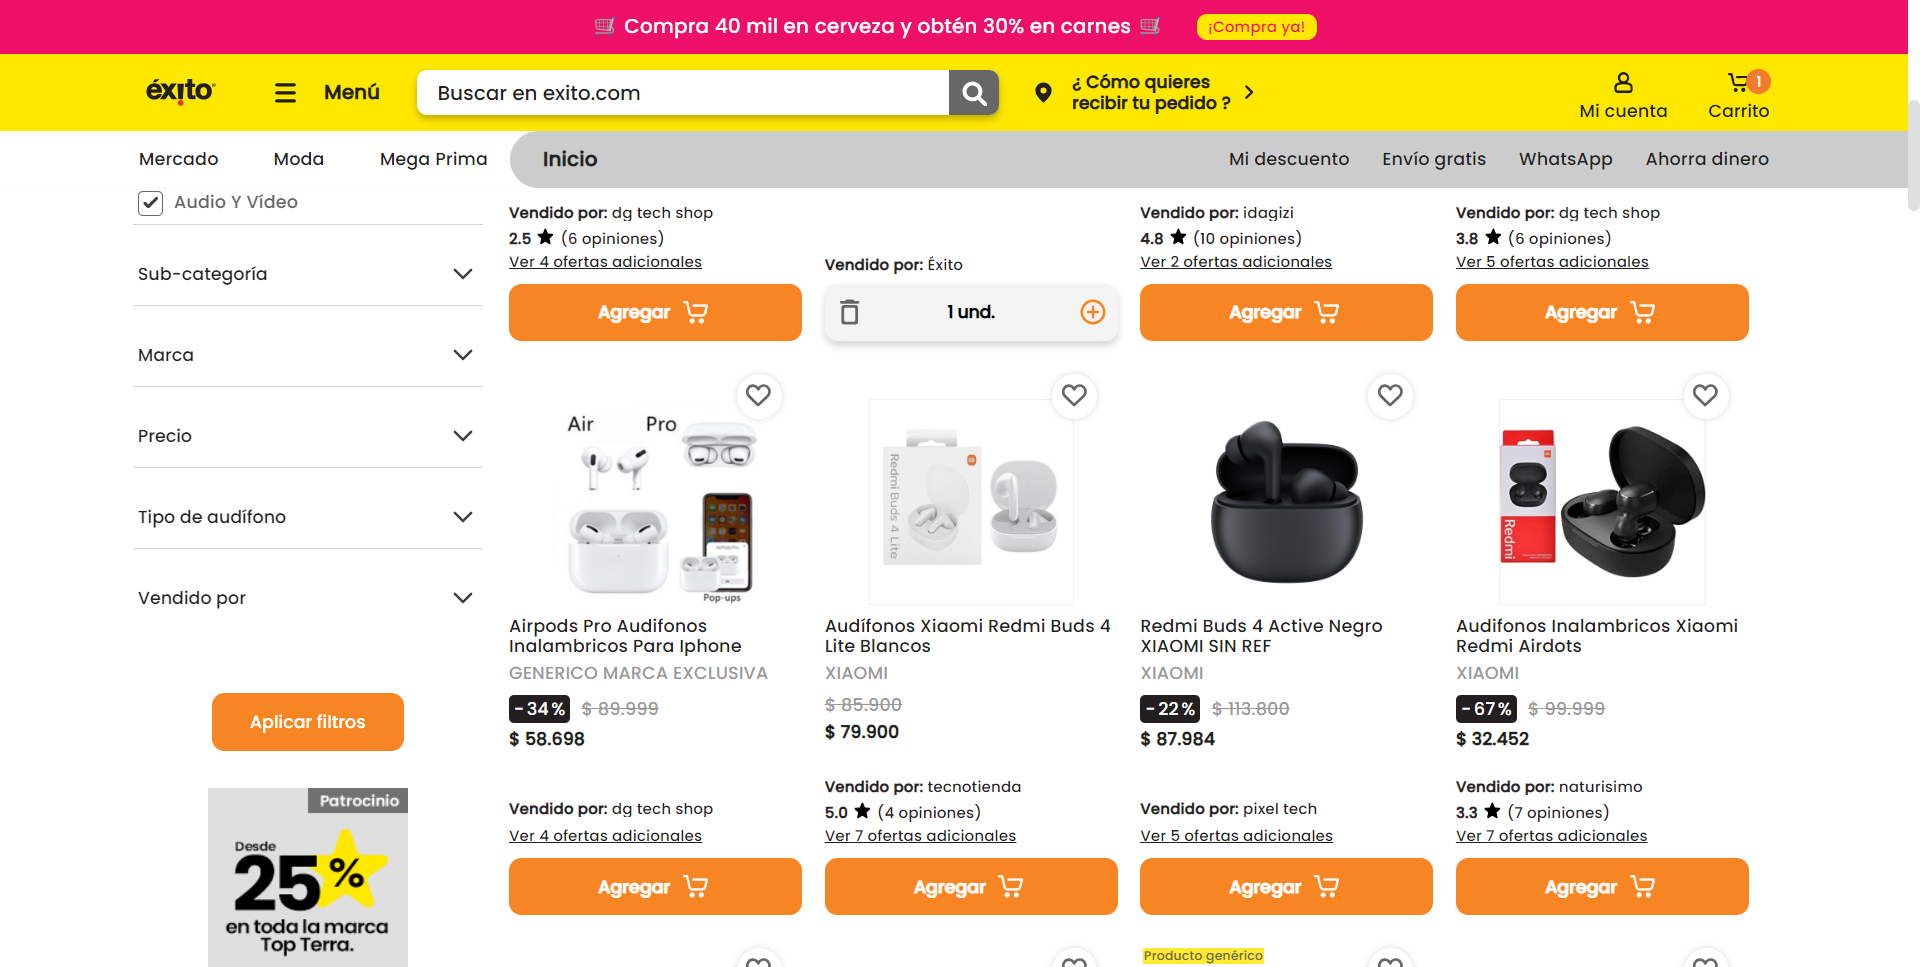 Compra 40 mil en cerveza y obtén 30% en carnes
¡Compra ya!
éxito
Menú
Buscar en exito.com
¿ Cómo quieres
recibir tu pedido ?
Mi cuenta
1
Carrito
Mercado
Moda
Mega Prima
Inicio
Mi descuento
Envío gratis
WhatsApp
Ahorra dinero
Audio Y Vídeo
Sub-categoría
Marca
Precio
Tipo de audífono
Vendido por
Aplicar filtros
Patrocinio
Desde
25%
en toda la marca
Top Terra.
Vendido por: dg tech shop
2.5 ★ (6 opiniones)
Ver 4 ofertas adicionales
Agregar
Vendido por: Éxito
1 und.
Vendido por: idagizi
4.8 ★ (10 opiniones)
Ver 2 ofertas adicionales
Agregar
Vendido por: dg tech shop
3.8 ★ (6 opiniones)
Ver 5 ofertas adicionales
Agregar
Air Pro
Pop-ups
Airpods Pro Audifonos
Inalambricos Para Iphone
GENERICO MARCA EXCLUSIVA
-34% $ 89.999
$ 58.698
Vendido por: dg tech shop
Ver 4 ofertas adicionales
Agregar
Redmi Buds 4 Lite
Audífonos Xiaomi Redmi Buds 4
Lite Blancos
XIAOMI
$ 85.900
$ 79.900
Vendido por: tecnotienda
5.0 ★ (4 opiniones)
Ver 7 ofertas adicionales
Agregar
Redmi Buds 4 Active Negro
XIAOMI SIN REF
XIAOMI
-22% $ 113.800
$ 87.984
Vendido por: pixel tech
Ver 5 ofertas adicionales
Agregar
Redmi
Audifonos Inalambricos Xiaomi
Redmi Airdots
XIAOMI
-67% $ 99.999
$ 32.452
Vendido por: naturisimo
3.3 ★ (7 opiniones)
Ver 7 ofertas adicionales
Agregar
Producto genérico